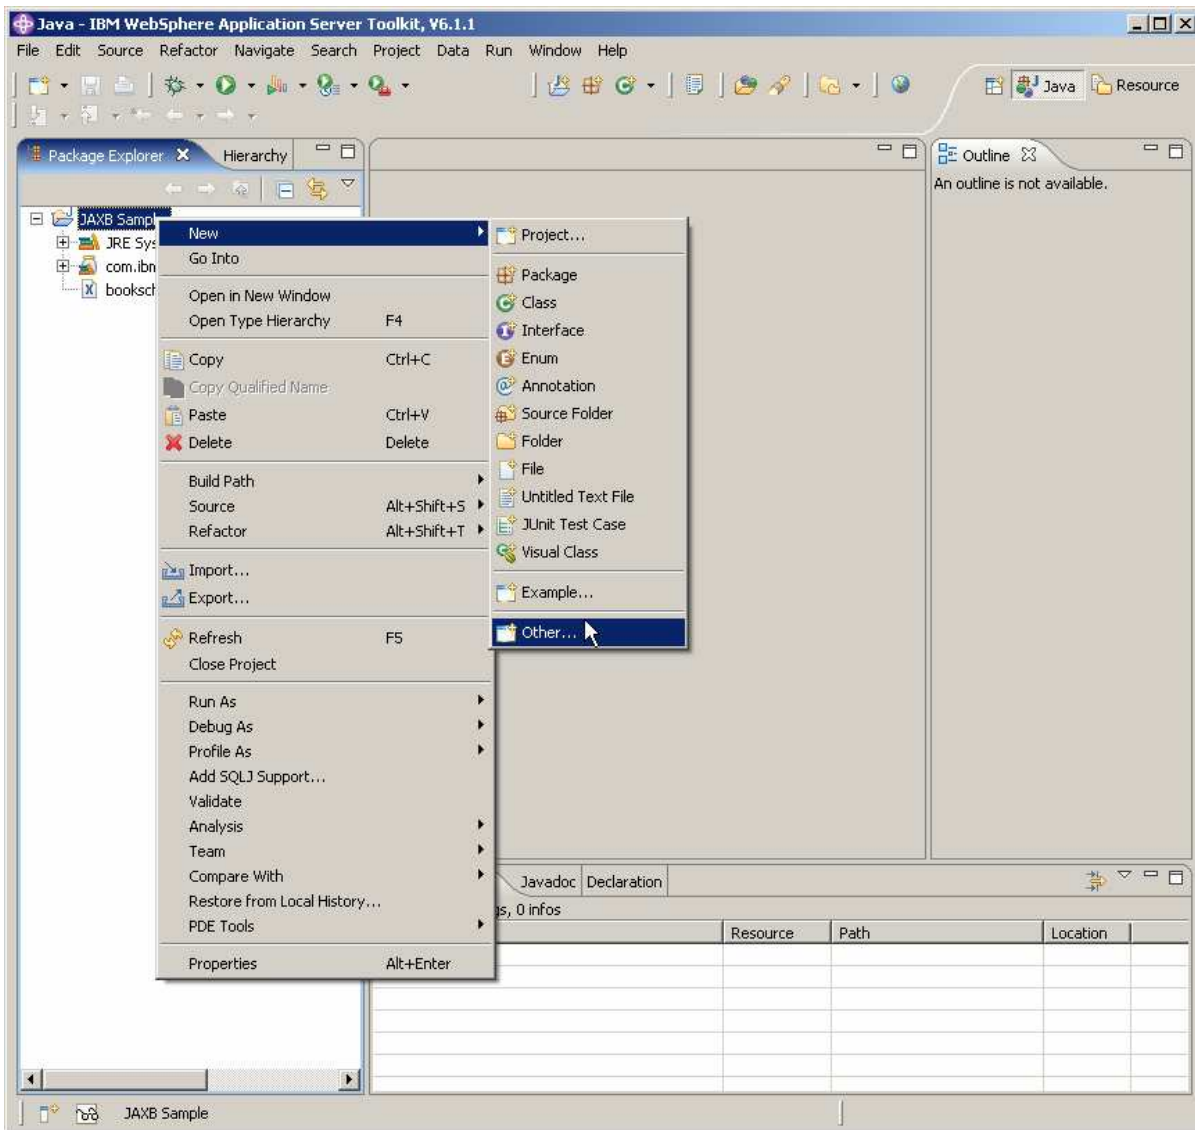 Java - IBM WebSphere Application Server Toolkit, V6.1.1
File Edit Source Refactor Navigate Search Project Data Run Window Help
Java Resource
Package Explorer Hierarchy
Outline
An outline is not available.
JAXB Sampl
JRE Sys
com.ibn
booksch
New
Go Into
Open in New Window
Open Type Hierarchy F4
Copy Ctrl+C
Copy Qualified Name
Paste Ctrl+V
Delete Delete
Build Path
Source Alt+Shift+S
Refactor Alt+Shift+T
Import...
Export...
Refresh F5
Close Project
Run As
Debug As
Profile As
Add SQLJ Support...
Validate
Analysis
Team
Compare With
Restore from Local History...
PDE Tools
Properties Alt+Enter
Project...
Package
Class
Interface
Enum
Annotation
Source Folder
Folder
File
Untitled Text File
JUnit Test Case
Visual Class
Example...
Other...
Javadoc Declaration
gs, 0 infos
Resource Path Location
JAXB Sample